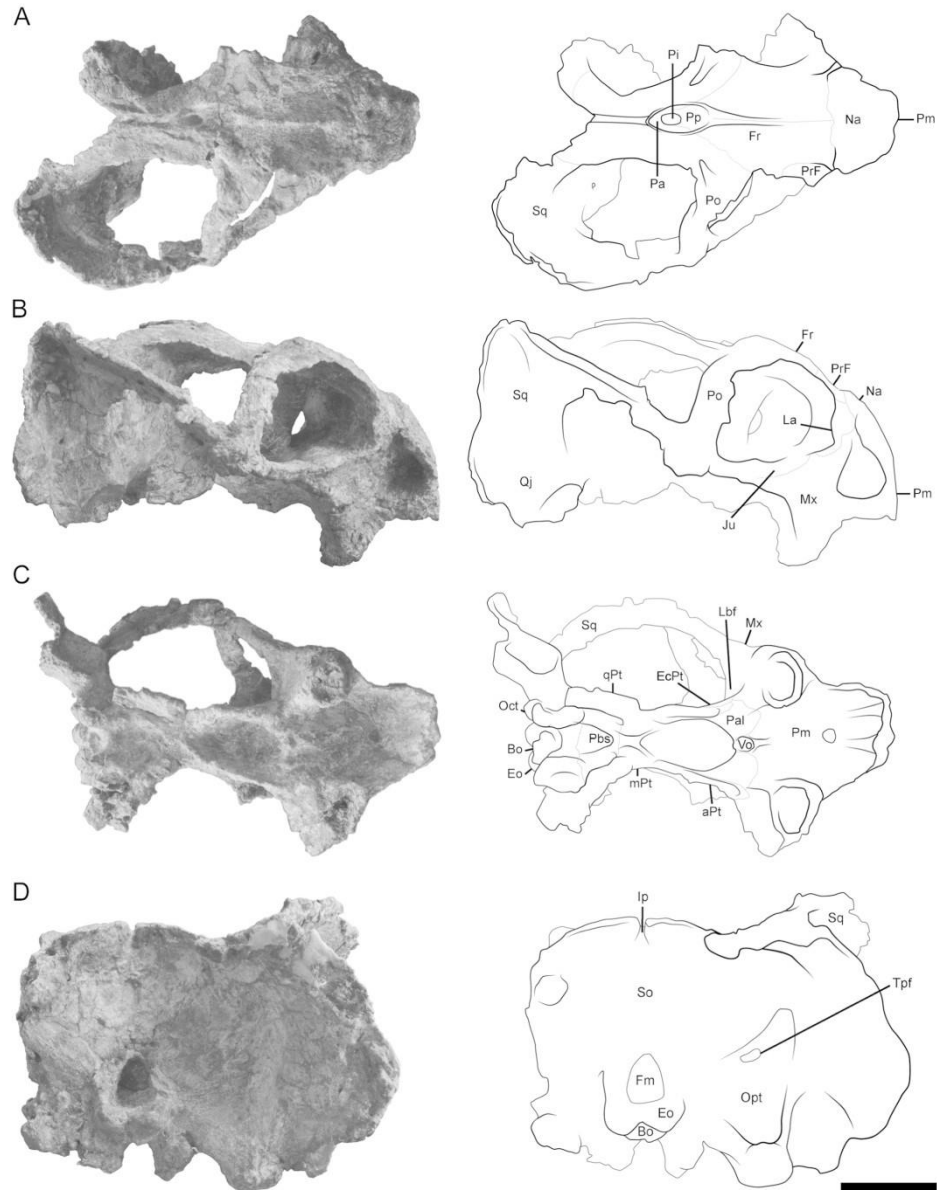 A
Pi
Pp
Na
Pm
Fr
PrF
Pa
Po
p
Sq
B
Fr
PrF
Na
Po
Sq
La
Qj
Mx
Pm
Ju
C
Lbf
Mx
Sq
qPt
EcPt
Oct
Pal
Pbs
Vo
Pm
Bo
Eo
mPt
aPt
D
Ip
Sq
So
Tpf
Fm
Opt
Eo
Bo